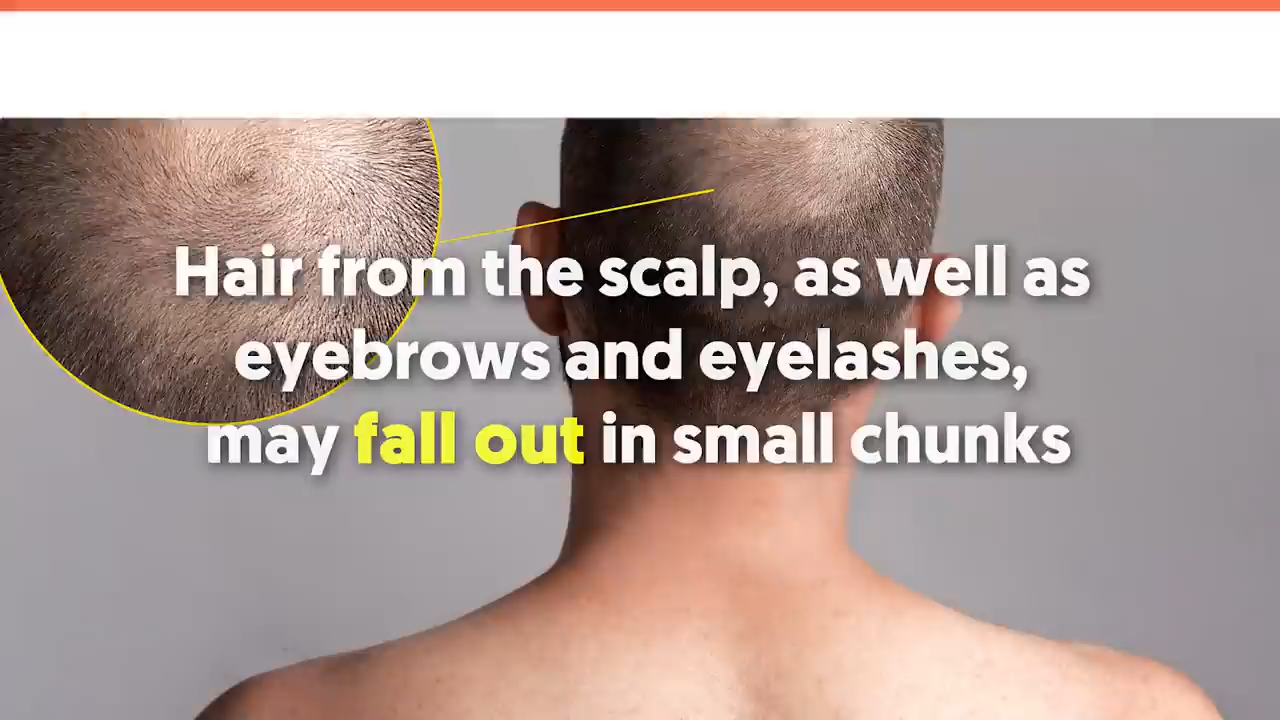 Hair from the scalp, as well as
eyebrows and eyelashes,
may fall out in small chunks